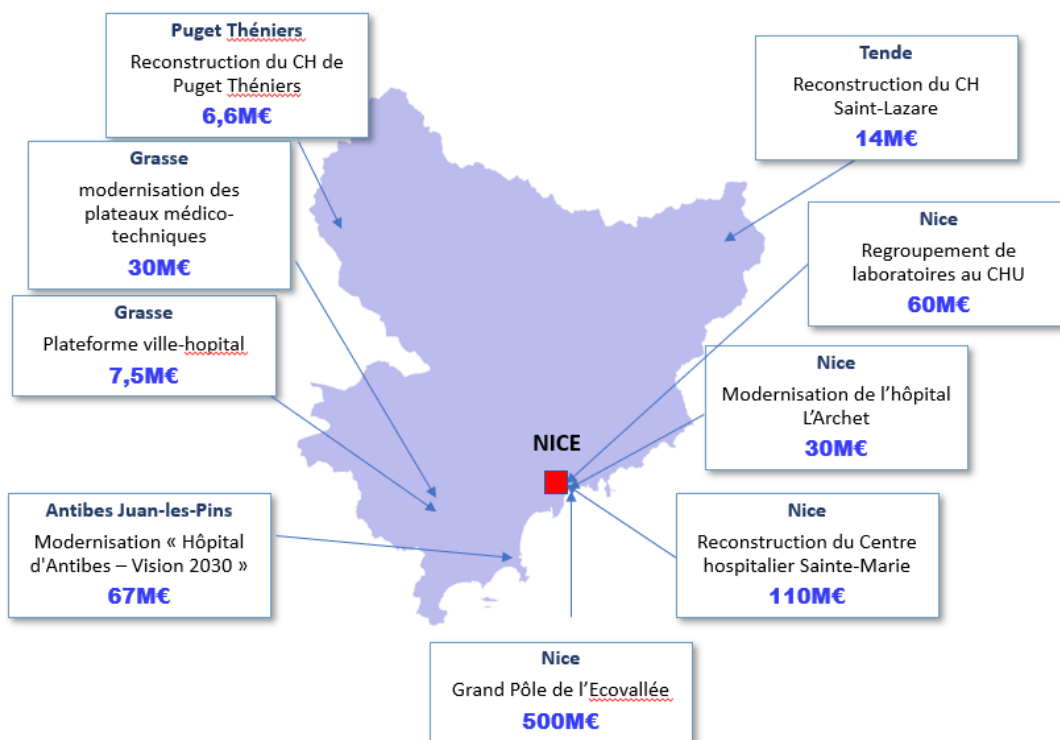 Puget Théniers
Reconstruction du CH de
Puget Théniers
6,6M€
Grasse
modernisation des
plateaux médico-
techniques
30M€
Grasse
Plateforme ville-hopital
7,5M€
Antibes Juan-les-Pins
Modernisation « Hôpital
d'Antibes – Vision 2030 »
67M€
Tende
Reconstruction du CH
Saint-Lazare
14M€
Nice
Regroupement de
laboratoires au CHU
60M€
Nice
Modernisation de l’hôpital
L’Archet
30M€
NICE
Nice
Reconstruction du Centre
hospitalier Sainte-Marie
110M€
Nice
Grand Pôle de l’Ecovallée
500M€